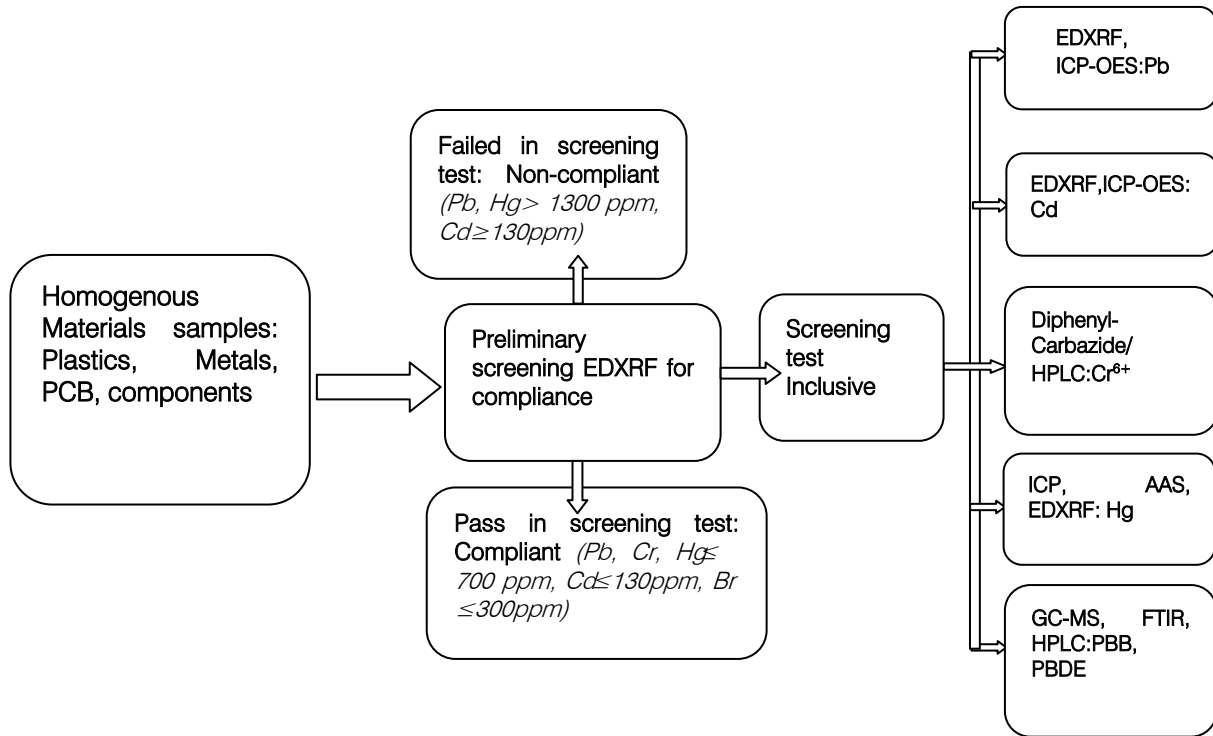 Homogenous
Materials samples:
Plastics, Metals,
PCB, components
Failed in screening
test: Non-compliant
(Pb, Hg> 1300 ppm,
Cd≥130ppm)
Preliminary
screening EDXRF for
compliance
Pass in screening test:
Compliant (Pb, Cr, Hg≤
700 ppm, Cd≤130ppm, Br
≤300ppm)
Screening
test
Inclusive
EDXRF,
ICP-OES:Pb
EDXRF,ICP-OES:
Cd
Diphenyl-
Carbazide/
HPLC:Cr⁶⁺
ICP, AAS,
EDXRF: Hg
GC-MS, FTIR,
HPLC:PBB,
PBDE